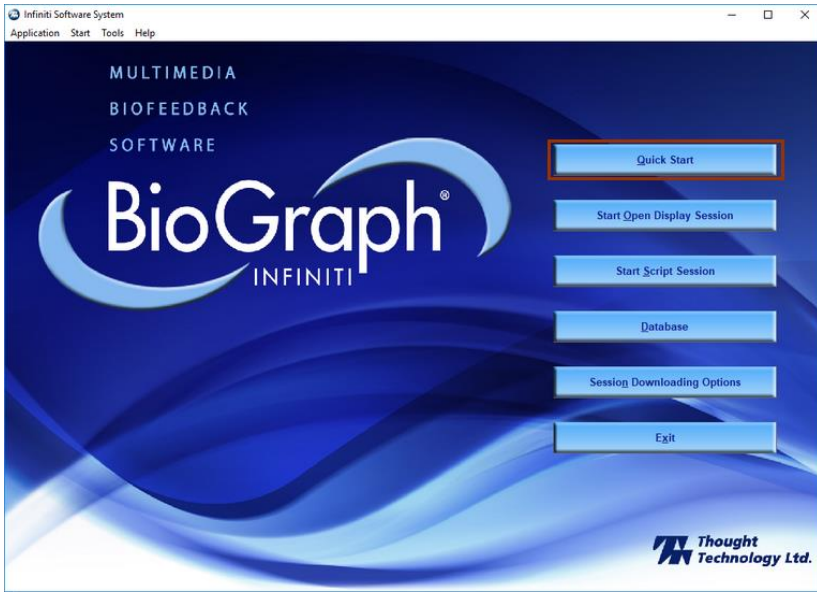 Infiniti Software System
Application Start Tools Help
MULTIMEDIA
BIOFEEDBACK
SOFTWARE
BioGraph®
INFINITI
Quick Start
Start Open Display Session
Start Script Session
Database
Session Downloading Options
Exit
Thought
Technology Ltd.